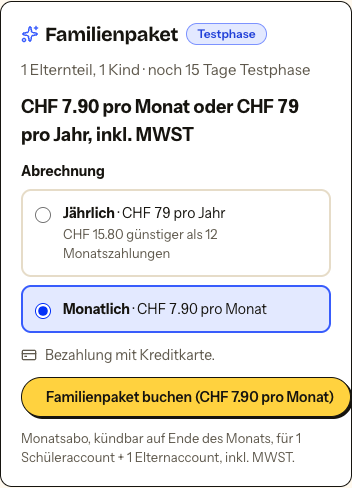 Familienpaket Testphase
1 Elternteil, 1 Kind · noch 15 Tage Testphase
CHF 7.90 pro Monat oder CHF 79
pro Jahr, inkl. MWST
Abrechnung
Jährlich · CHF 79 pro Jahr
CHF 15.80 günstiger als 12
Monatszahlungen
Monatlich · CHF 7.90 pro Monat
Bezahlung mit Kreditkarte.
Familienpaket buchen (CHF 7.90 pro Monat)
Monatsabo, kündbar auf Ende des Monats, für 1
Schüleraccount + 1 Elternaccount, inkl. MWST.